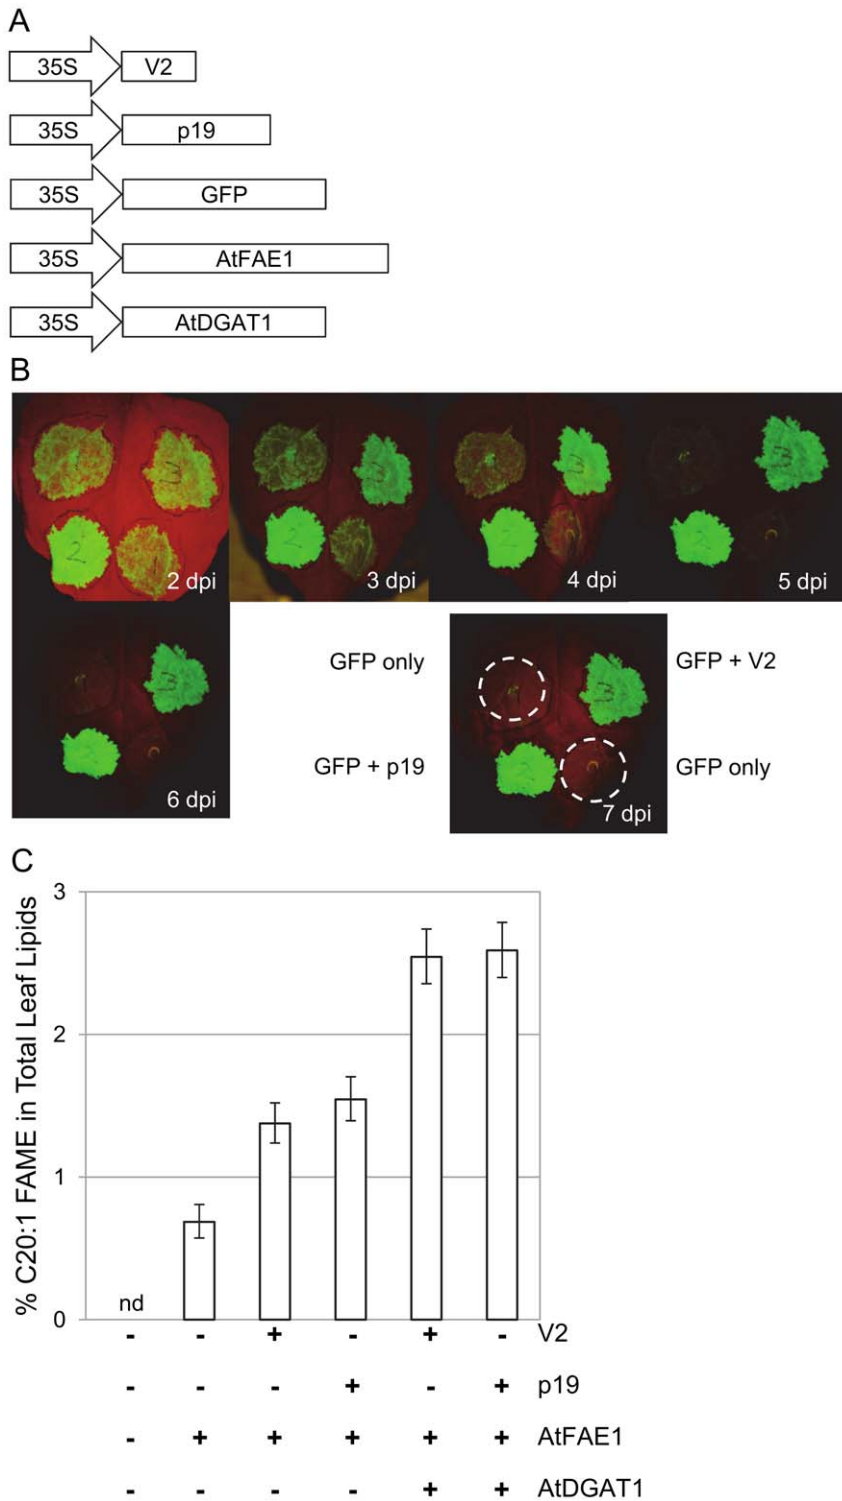 A
35S V2
35S p19
35S GFP
35S AtFAE1
35S AtDGAT1
B
2 dpi 3 dpi 4 dpi 5 dpi
GFP only GFP + V2
GFP + p19 GFP only
6 dpi 7 dpi
C
% C20:1 FAME in Total Leaf Lipids
3
2
1
nd
0
- - + - + - V2
- - - + - + p19
- + + + + + AtFAE1
- - - - + + AtDGAT1